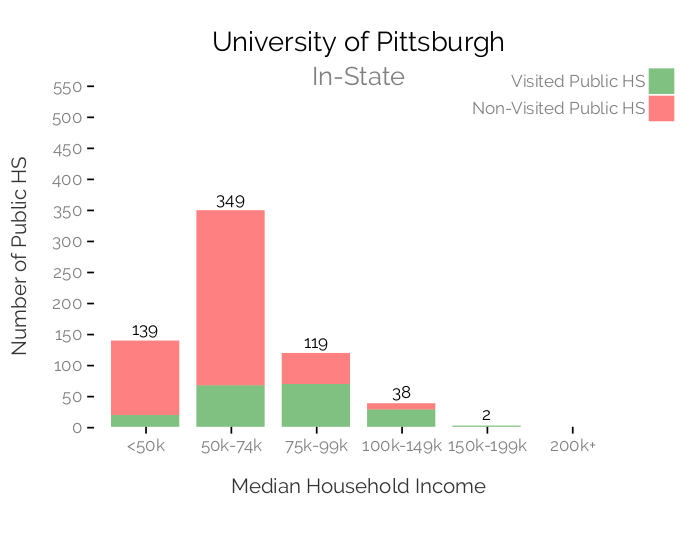 University of Pittsburgh
In-State
Visited Public HS
Non-Visited Public HS
Number of Public HS
550
500
450
400
350
300
250
200
150
100
50
0
139
349
119
38
2
<50k
50k-74k
75k-99k
100k-149k
150k-199k
200k+
Median Household Income